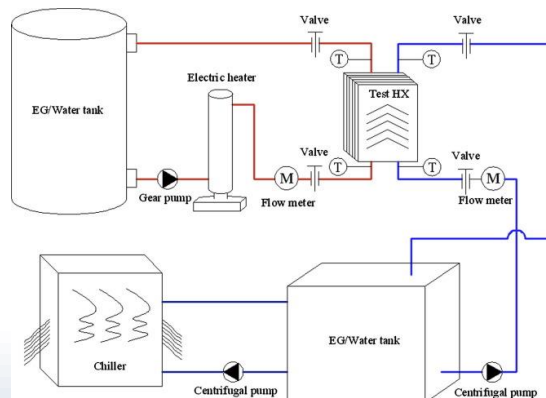 Valve
Valve
T
T
Electric heater
Test HX
EG/Water tank
Valve
T
T
Valve
M
M
Gear pump
Flow meter
Flow meter
EG/Water tank
Chiller
Centrifugal pump
Centrifugal pump